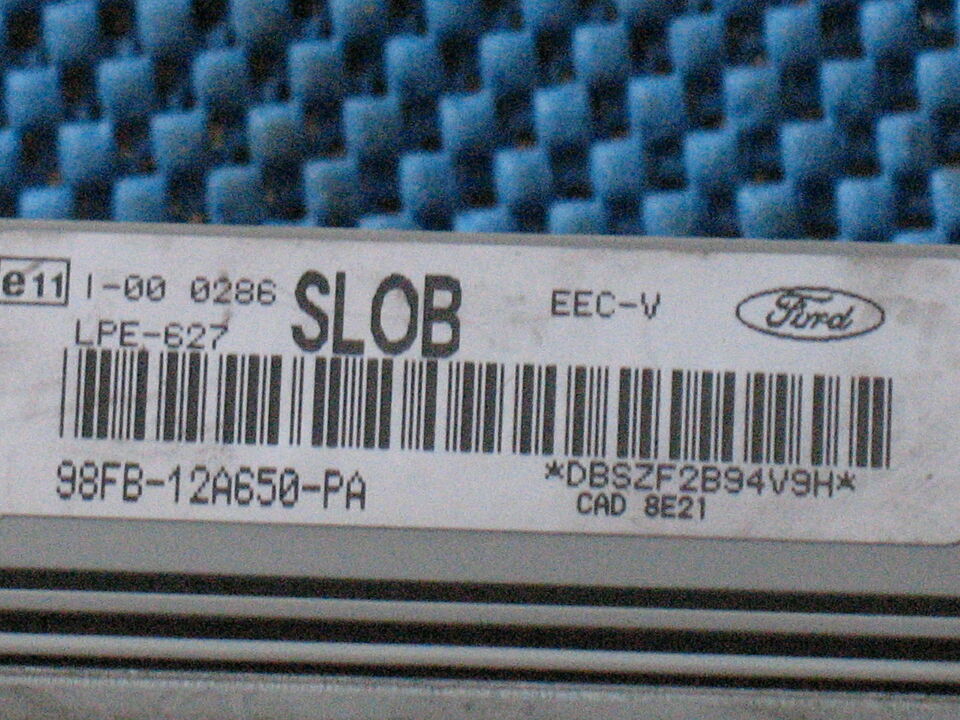 e11 I-00 0286 SLOB EEC-V Ford
LPE-627
98FB-12A650-PA *DBSZF2B94V9H*
CAD 8E21